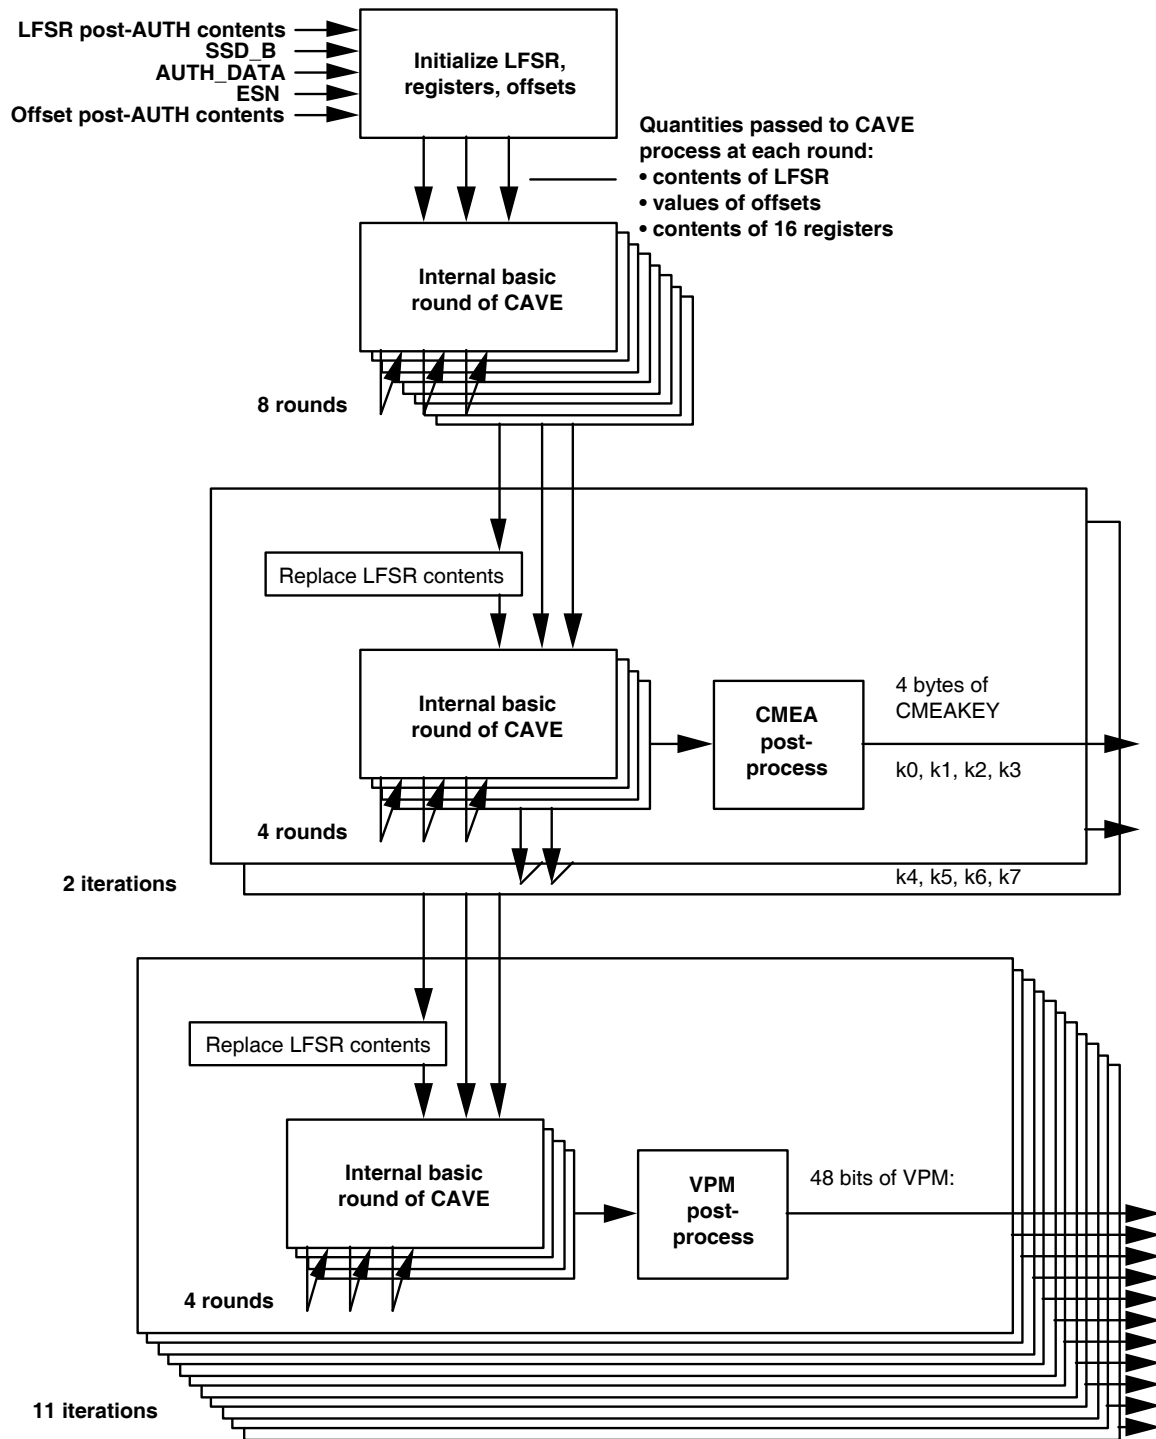 LFSR post-AUTH contents
SSD_B
AUTH_DATA
ESN
Offset post-AUTH contents
Initialize LFSR,
registers, offsets
Quantities passed to CAVE
process at each round:
• contents of LFSR
• values of offsets
• contents of 16 registers
Internal basic
round of CAVE
8 rounds
Replace LFSR contents
Internal basic
round of CAVE
4 rounds
CMEA
post-
process
4 bytes of
CMEAKEY
k0, k1, k2, k3
k4, k5, k6, k7
2 iterations
Replace LFSR contents
Internal basic
round of CAVE
4 rounds
VPM
post-
process
48 bits of VPM:
11 iterations